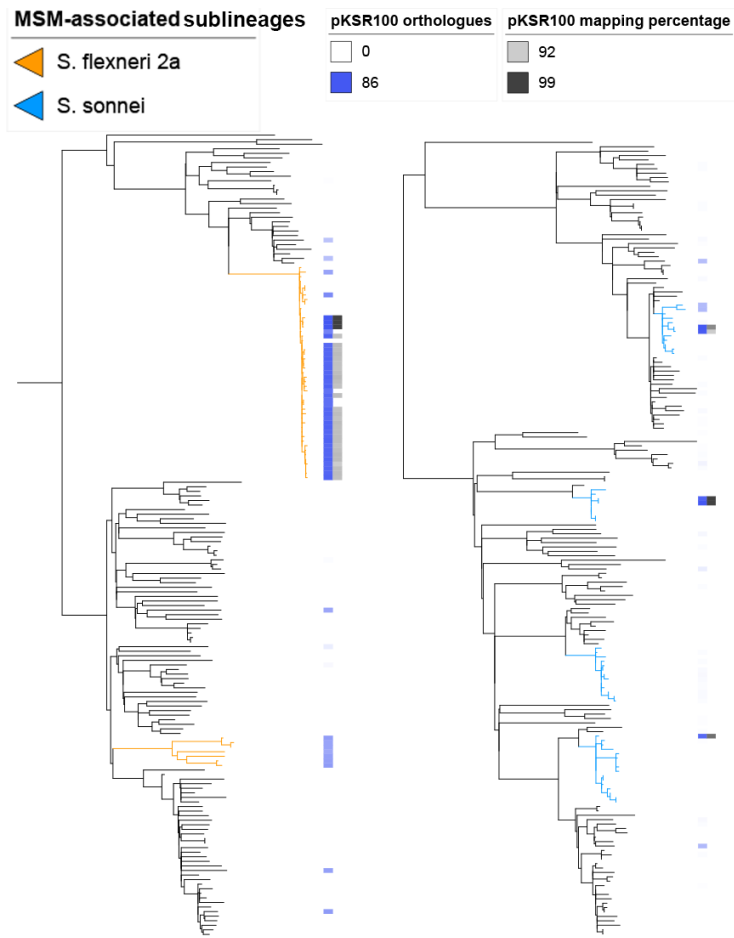 MSM-associated sublineages
S. flexneri 2a
S. sonnei
pKSR100 orthologues
0
86
pKSR100 mapping percentage
92
99